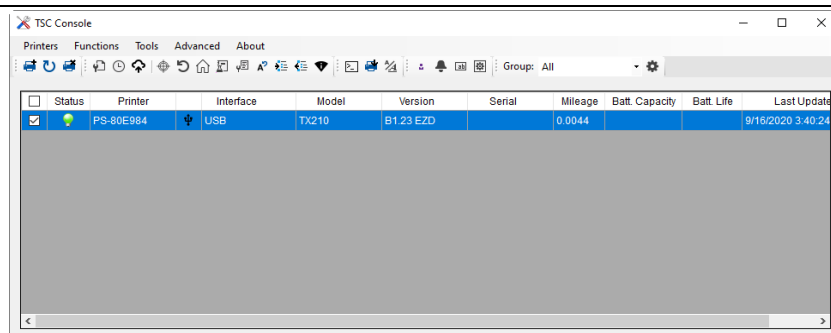 TSC Console
Printers Functions Tools Advanced About
Group: All
Status Printer Interface Model Version Serial Mileage Batt. Capacity Batt. Life Last Update
PS-80E984 USB TX210 B1.23 EZD 0.0044 9/16/2020 3:40:24